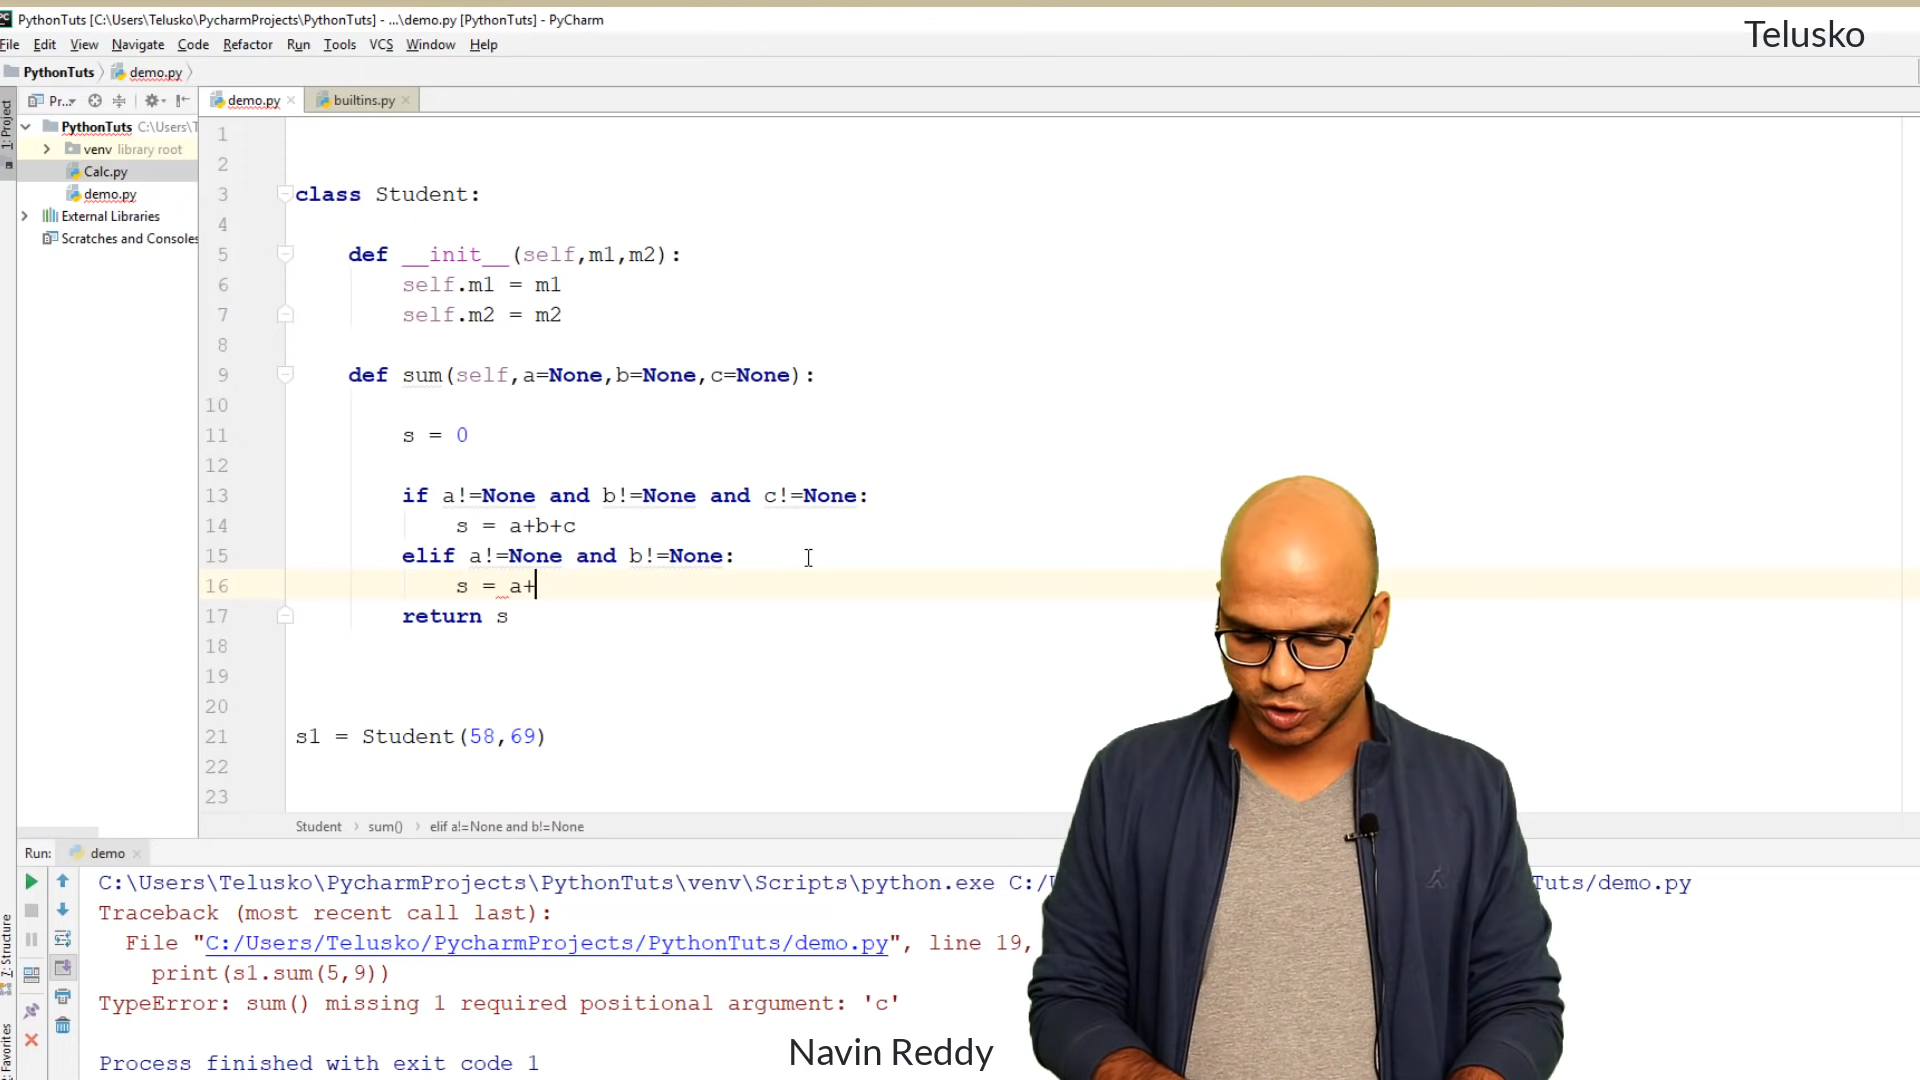 PythonTuts [C:\Users\Telusko\PycharmProjects\PythonTuts] - ...\demo.py [PythonTuts] - PyCharm
File Edit View Navigate Code Refactor Run Tools VCS Window Help
Telusko
PythonTuts demo.py
1: Project
Pr...
demo.py builtins.py
PythonTuts C:\Users\T
venv library root
Calc.py
demo.py
External Libraries
Scratches and Consoles
1
2
3 class Student:
4
5 def __init__(self,m1,m2):
6 self.m1 = m1
7 self.m2 = m2
8
9 def sum(self,a=None,b=None,c=None):
10
11 s = 0
12
13 if a!=None and b!=None and c!=None:
14 s = a+b+c
15 elif a!=None and b!=None:
16 s = a+
17 return s
18
19
20
21 s1 = Student(58,69)
22
23
Student sum() elif a!=None and b!=None
Run: demo
C:\Users\Telusko\PycharmProjects\PythonTuts\venv\Scripts\python.exe C:/U Tuts/demo.py
Traceback (most recent call last):
File "C:/Users/Telusko/PycharmProjects/PythonTuts/demo.py", line 19,
print(s1.sum(5,9))
TypeError: sum() missing 1 required positional argument: 'c'
Process finished with exit code 1
7: Structure
Favorites
Navin Reddy